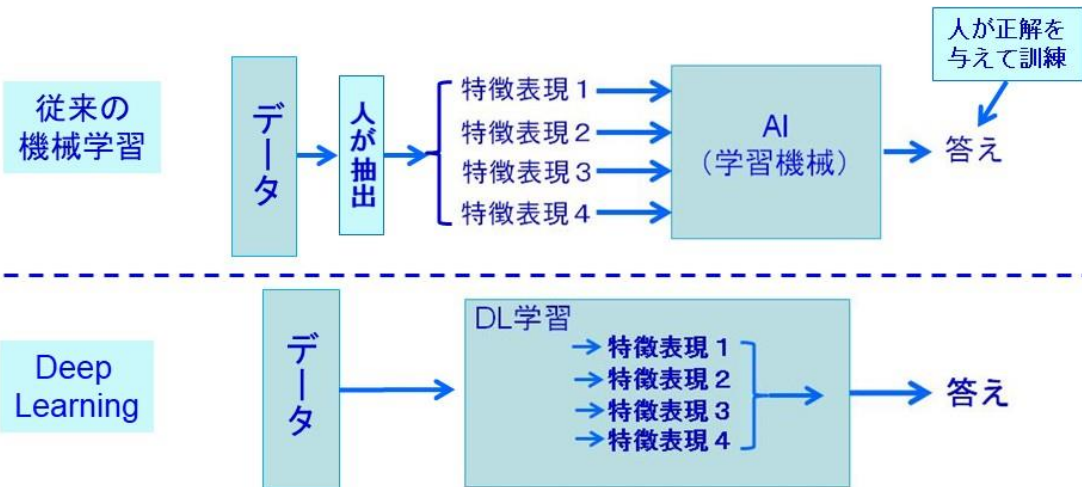 人が正解を
与えて訓練
従来の
機械学習
データ
人が抽出
特徴表現１
特徴表現２
特徴表現３
特徴表現４
AI
（学習機械）
答え
Deep
Learning
データ
DL学習
特徴表現１
特徴表現２
特徴表現３
特徴表現４
答え